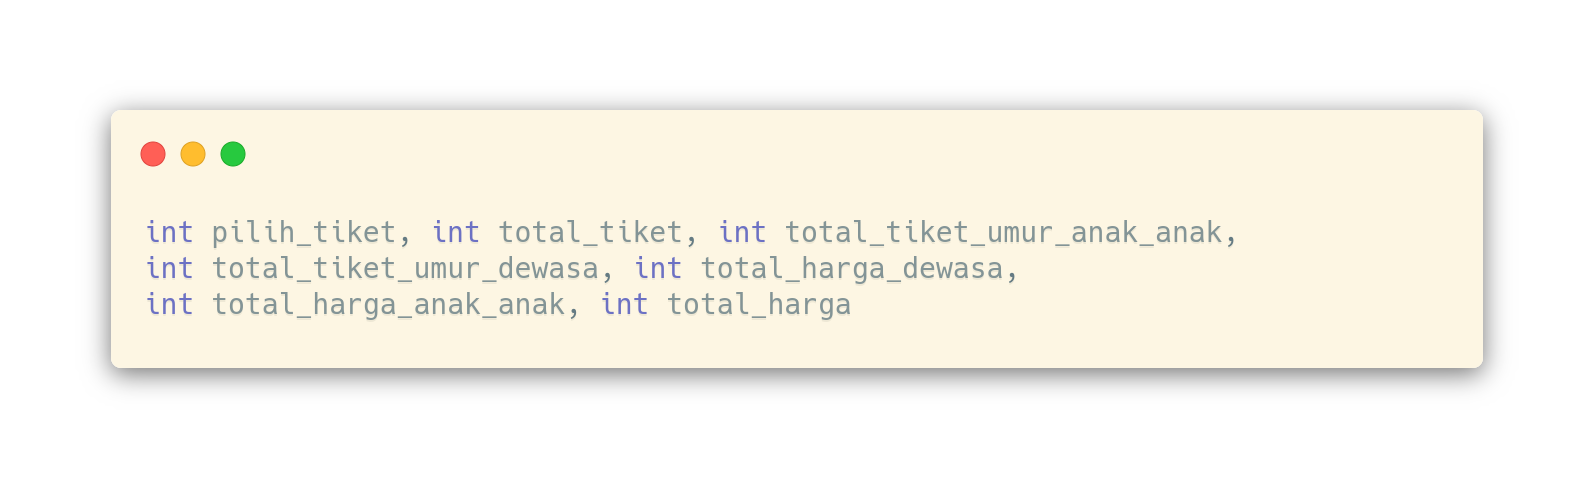 int pilih_tiket, int total_tiket, int total_tiket_umur_anak_anak,
int total_tiket_umur_dewasa, int total_harga_dewasa,
int total_harga_anak_anak, int total_harga